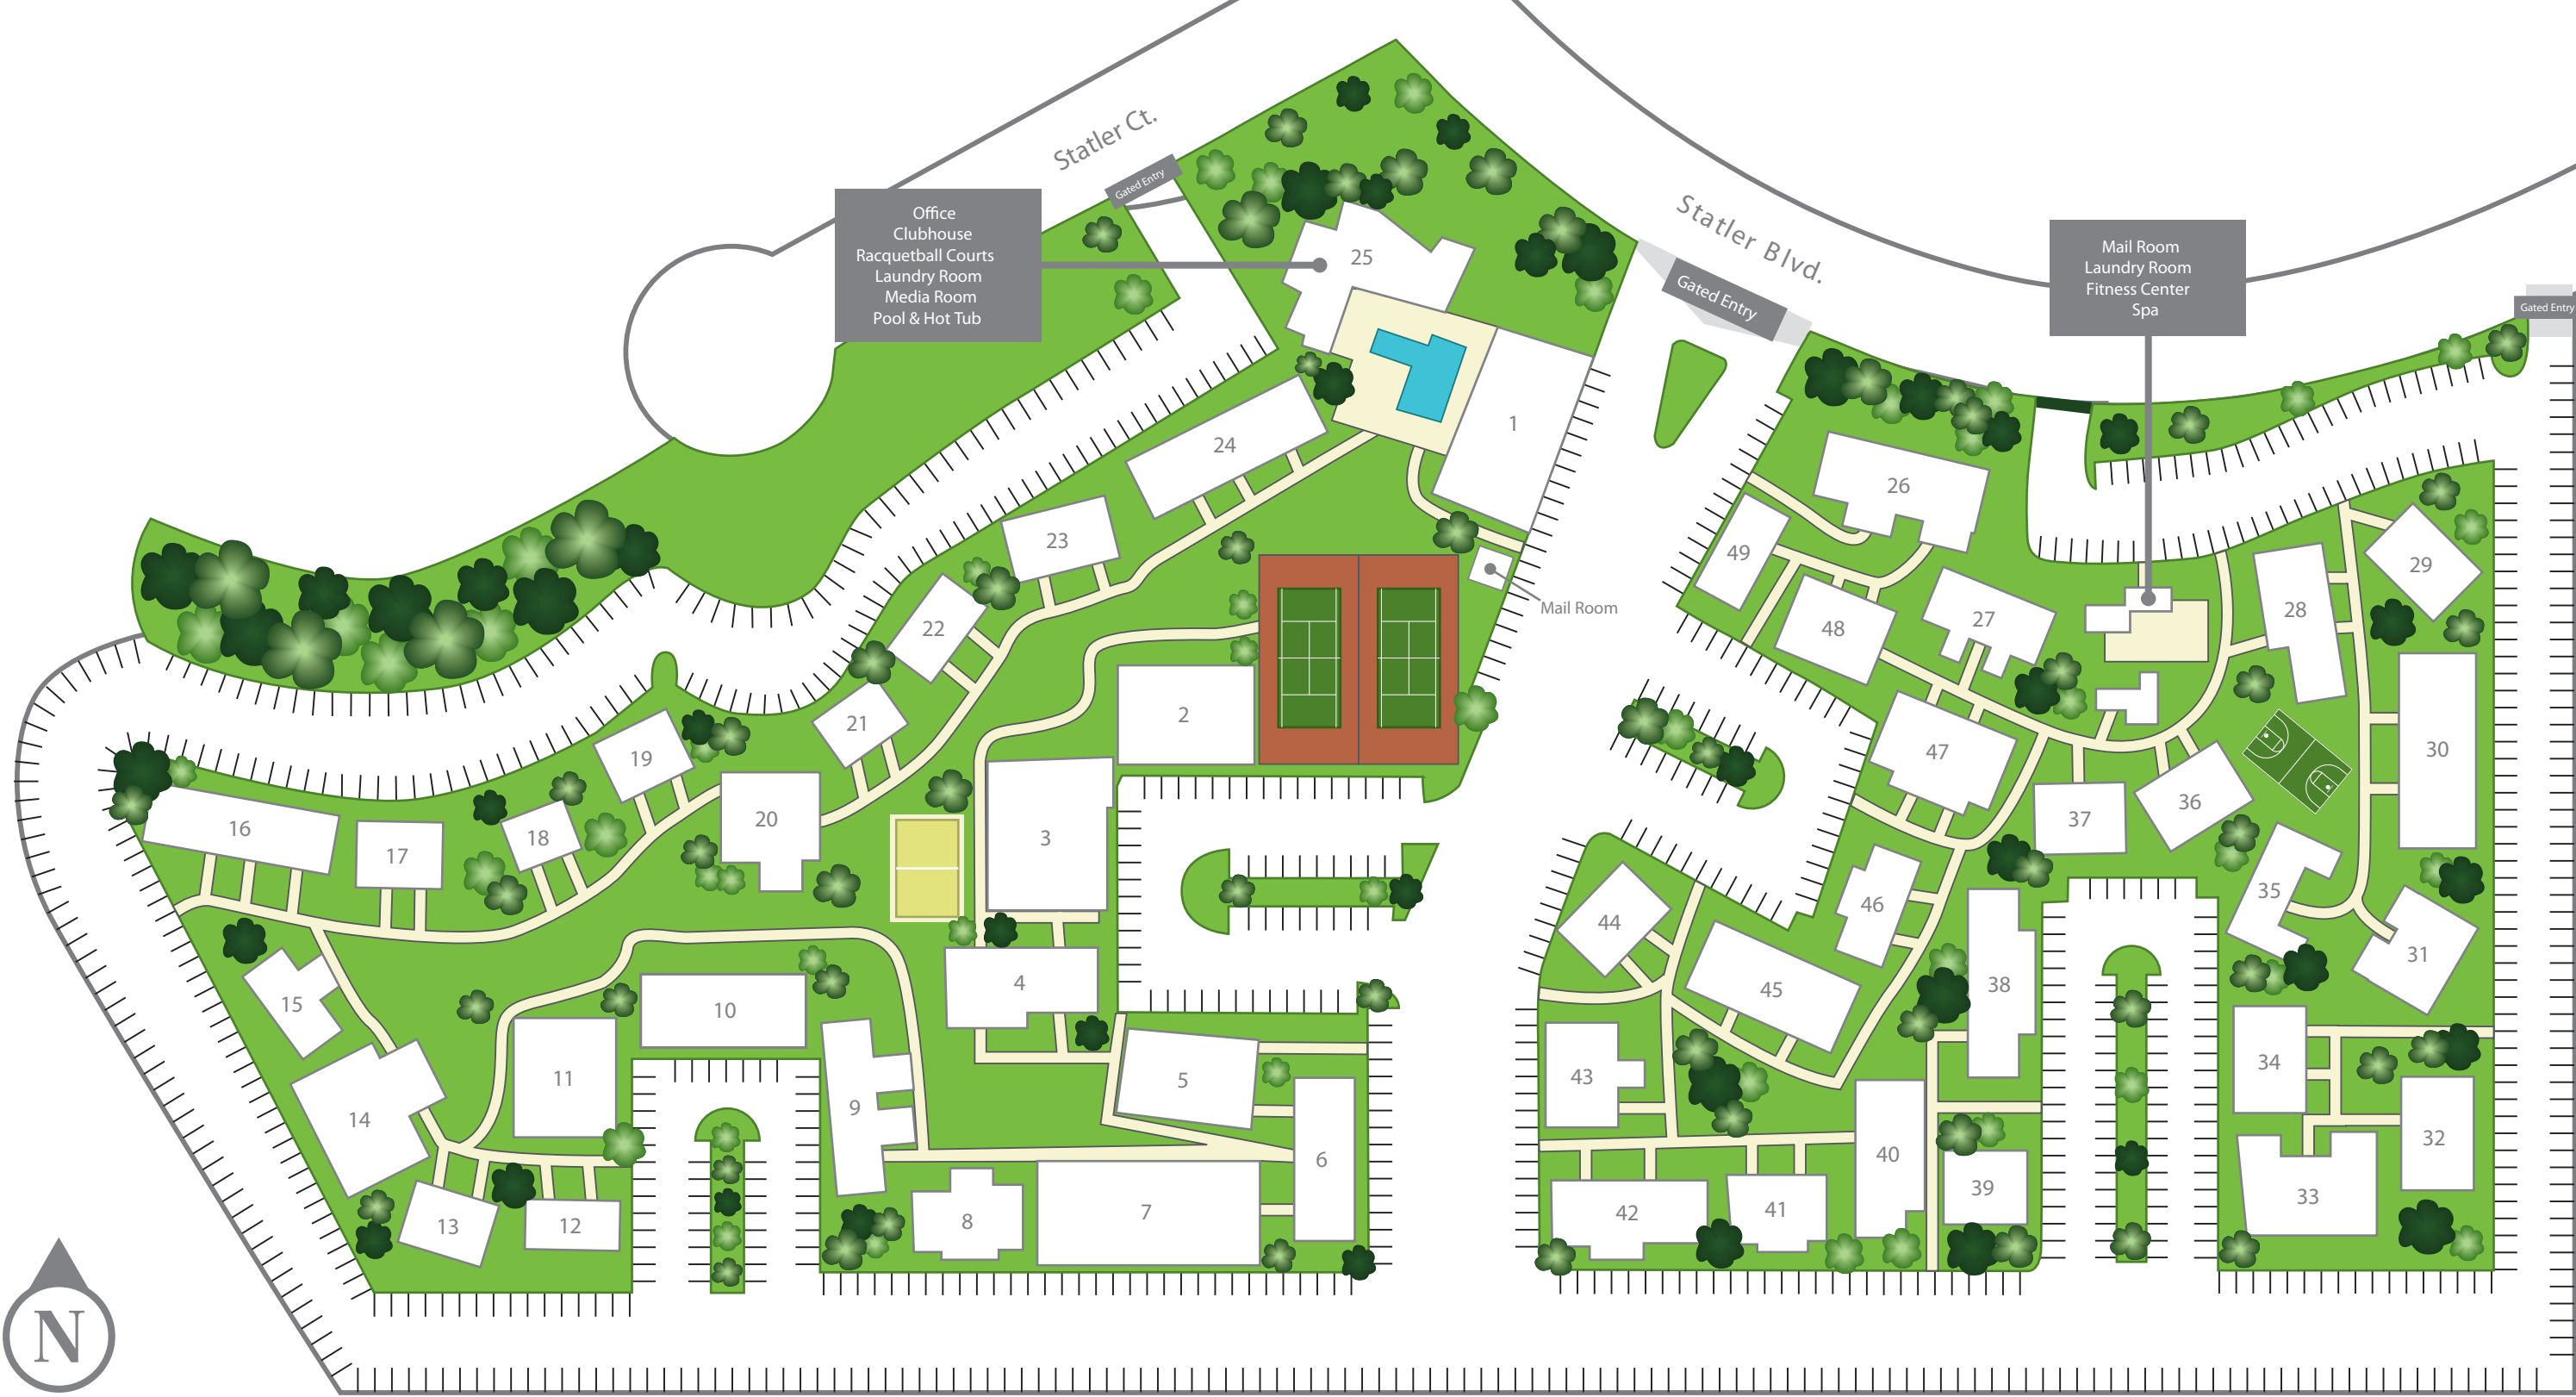 Statler Ct.
Gated Entry
Office
Clubhouse
Racquetball Courts
Laundry Room
Media Room
Pool & Hot Tub
Statler Blvd.
Gated Entry
Mail Room
Laundry Room
Fitness Center
Spa
Gated Entry
25
1
24
23
22
21
20
19
18
17
16
2
3
4
5
6
7
8
9
10
11
12
13
14
15
Mail Room
26
49
48
27
28
29
30
47
37
36
35
31
46
38
44
45
43
34
32
33
42
41
40
39
N